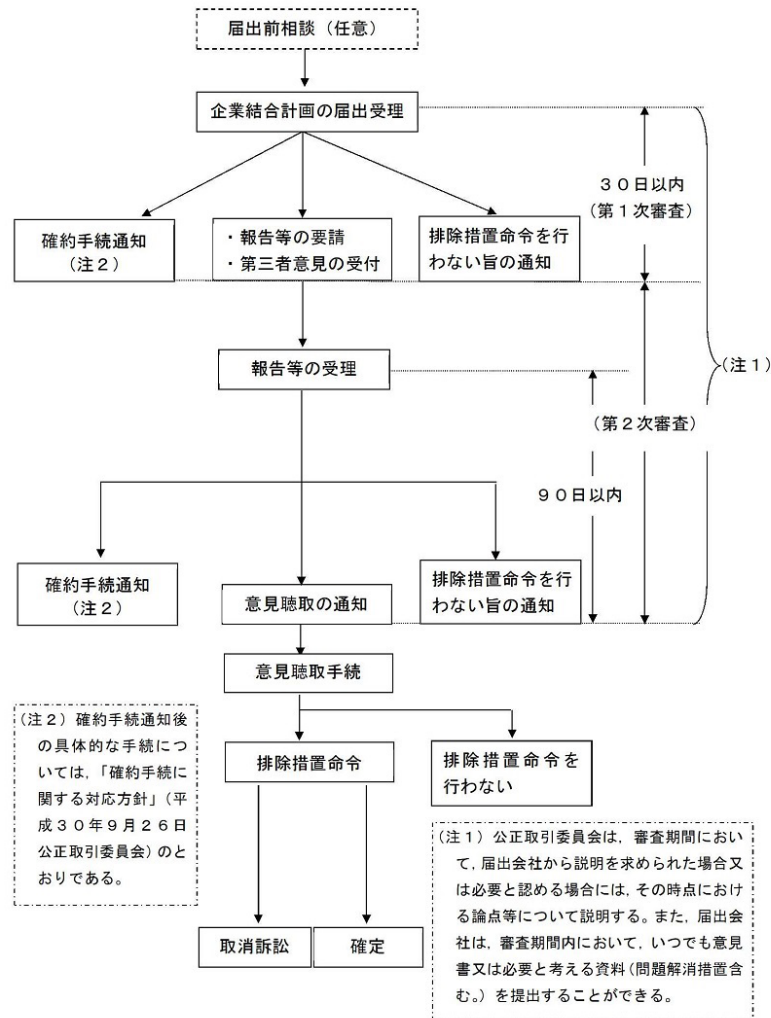 届出前相談（任意）
企業結合計画の届出受理
３０日以内
（第１次審査）
確約手続通知
（注２）
・報告等の要請
・第三者意見の受付
排除措置命令を行
わない旨の通知
報告等の受理
（注１）
（第２次審査）
９０日以内
確約手続通知
（注２）
意見聴取の通知
排除措置命令を行
わない旨の通知
意見聴取手続
（注２）確約手続通知後
の具体的な手続につ
いては，「確約手続に
関する対応方針」（平
成３０年９月２６日
公正取引委員会）のと
おりである。
排除措置命令
排除措置命令を
行わない
（注１）公正取引委員会は，審査期間におい
て，届出会社から説明を求められた場合又
は必要と認める場合には，その時点におけ
る論点等について説明する。また，届出会
社は，審査期間内において，いつでも意見
書又は必要と考える資料（問題解消措置含
む。）を提出することができる。
取消訴訟
確定